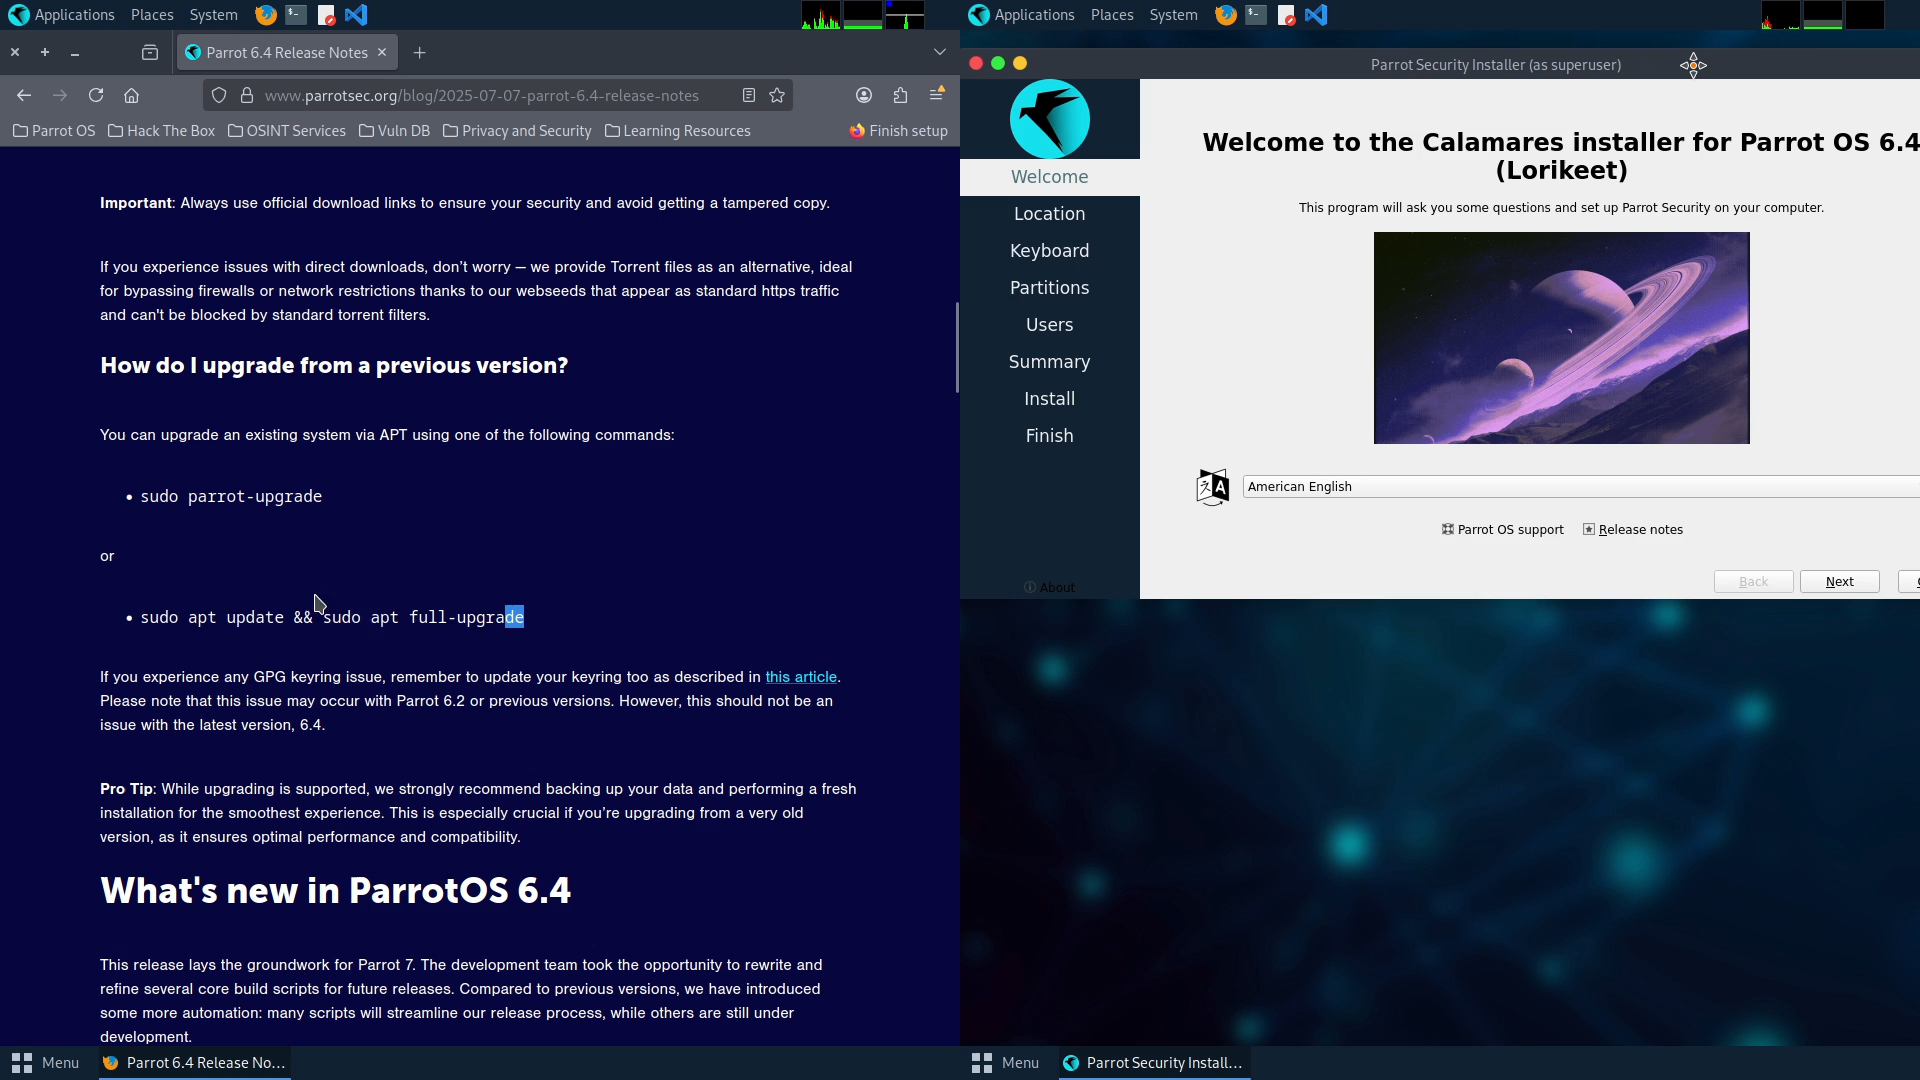 Applications Places System
Parrot 6.4 Release Notes
www.parrotsec.org/blog/2025-07-07-parrot-6.4-release-notes
Parrot OS Hack The Box OSINT Services Vuln DB Privacy and Security Learning Resources Finish setup
Important: Always use official download links to ensure your security and avoid getting a tampered copy.
If you experience issues with direct downloads, don’t worry — we provide Torrent files as an alternative, ideal
for bypassing firewalls or network restrictions thanks to our webseeds that appear as standard https traffic
and can't be blocked by standard torrent filters.
How do I upgrade from a previous version?
You can upgrade an existing system via APT using one of the following commands:
• sudo parrot-upgrade
or
• sudo apt update && sudo apt full-upgrade
If you experience any GPG keyring issue, remember to update your keyring too as described in this article.
Please note that this issue may occur with Parrot 6.2 or previous versions. However, this should not be an
issue with the latest version, 6.4.
Pro Tip: While upgrading is supported, we strongly recommend backing up your data and performing a fresh
installation for the smoothest experience. This is especially crucial if you’re upgrading from a very old
version, as it ensures optimal performance and compatibility.
What's new in ParrotOS 6.4
This release lays the groundwork for Parrot 7. The development team took the opportunity to rewrite and
refine several core build scripts for future releases. Compared to previous versions, we have introduced
some more automation: many scripts will streamline our release process, while others are still under
development.
Menu Parrot 6.4 Release No...
Applications Places System
Parrot Security Installer (as superuser)
Welcome
Location
Keyboard
Partitions
Users
Summary
Install
Finish
About
Welcome to the Calamares installer for Parrot OS 6.4
(Lorikeet)
This program will ask you some questions and set up Parrot Security on your computer.
American English
Parrot OS support Release notes
Back Next
Menu Parrot Security Install...